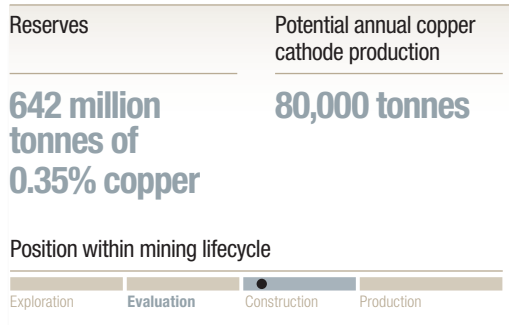 Reserves
Potential annual copper
cathode production
642 million
tonnes of
0.35% copper
80,000 tonnes
Position within mining lifecycle
Exploration
Evaluation
Construction
Production